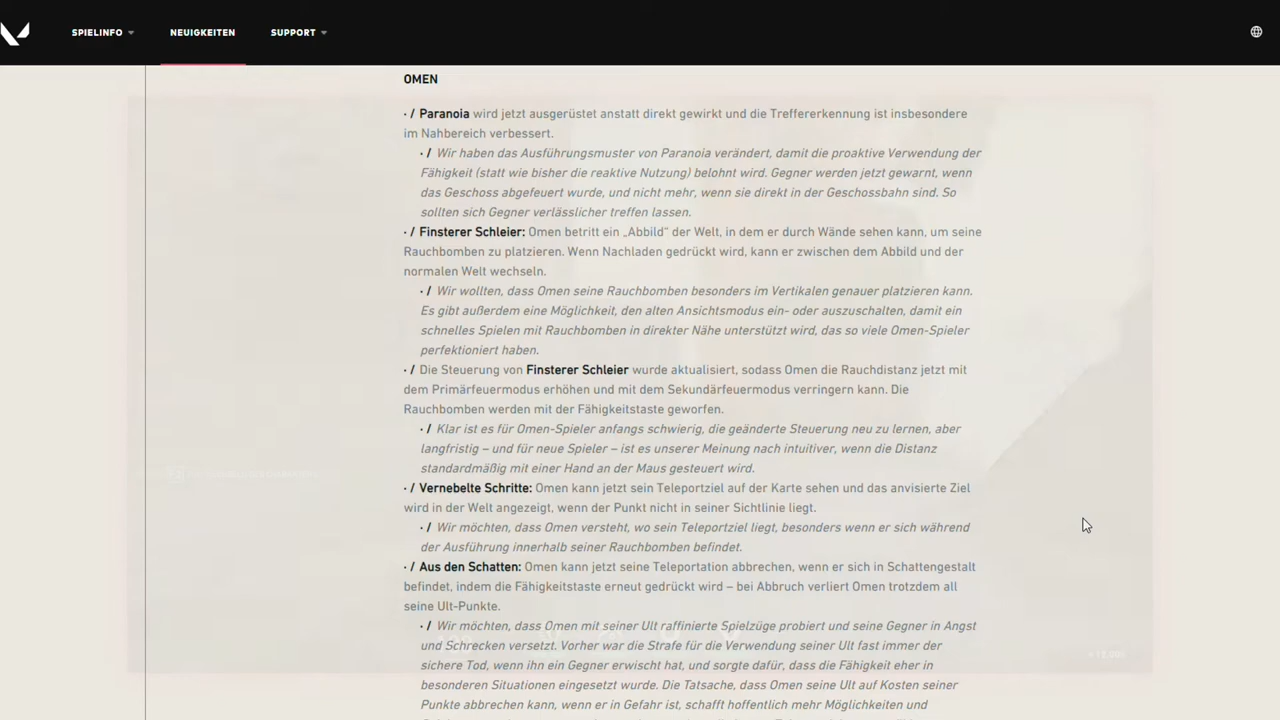 SPIELINFO
NEUIGKEITEN
SUPPORT
OMEN
· / Paranoia wird jetzt ausgerüstet anstatt direkt gewirkt und die Treffererkennung ist insbesondere
im Nahbereich verbessert.
· / Wir haben das Ausführungsmuster von Paranoia verändert, damit die proaktive Verwendung der
Fähigkeit (statt wie bisher die reaktive Nutzung) belohnt wird. Gegner werden jetzt gewarnt, wenn
das Geschoss abgefeuert wurde, und nicht mehr, wenn sie direkt in der Geschossbahn sind. So
sollten sich Gegner verlässlicher treffen lassen.
· / Finsterer Schleier: Omen betritt ein „Abbild“ der Welt, in dem er durch Wände sehen kann, um seine
Rauchbomben zu platzieren. Wenn Nachladen gedrückt wird, kann er zwischen dem Abbild und der
normalen Welt wechseln.
· / Wir wollten, dass Omen seine Rauchbomben besonders im Vertikalen genauer platzieren kann.
Es gibt außerdem eine Möglichkeit, den alten Ansichtsmodus ein- oder auszuschalten, damit ein
schnelles Spielen mit Rauchbomben in direkter Nähe unterstützt wird, das so viele Omen-Spieler
perfektioniert haben.
· / Die Steuerung von Finsterer Schleier wurde aktualisiert, sodass Omen die Rauchdistanz jetzt mit
dem Primärfeuermodus erhöhen und mit dem Sekundärfeuermodus verringern kann. Die
Rauchbomben werden mit der Fähigkeitstaste geworfen.
· / Klar ist es für Omen-Spieler anfangs schwierig, die geänderte Steuerung neu zu lernen, aber
langfristig – und für neue Spieler – ist es unserer Meinung nach intuitiver, wenn die Distanz
standardmäßig mit einer Hand an der Maus gesteuert wird.
· / Vernebelte Schritte: Omen kann jetzt sein Teleportziel auf der Karte sehen und das anvisierte Ziel
wird in der Welt angezeigt, wenn der Punkt nicht in seiner Sichtlinie liegt.
· / Wir möchten, dass Omen versteht, wo sein Teleportziel liegt, besonders wenn er sich während
der Ausführung innerhalb seiner Rauchbomben befindet.
· / Aus den Schatten: Omen kann jetzt seine Teleportation abbrechen, wenn er sich in Schattengestalt
befindet, indem die Fähigkeitstaste erneut gedrückt wird – bei Abbruch verliert Omen trotzdem all
seine Ult-Punkte.
· / Wir möchten, dass Omen mit seiner Ult raffinierte Spielzüge probiert und seine Gegner in Angst
und Schrecken versetzt. Vorher war die Strafe für die Verwendung seiner Ult fast immer der
sichere Tod, wenn ihn ein Gegner erwischt hat, und sorgte dafür, dass die Fähigkeit eher in
besonderen Situationen eingesetzt wurde. Die Tatsache, dass Omen seine Ult auf Kosten seiner
Punkte abbrechen kann, wenn er in Gefahr ist, schafft hoffentlich mehr Möglichkeiten und